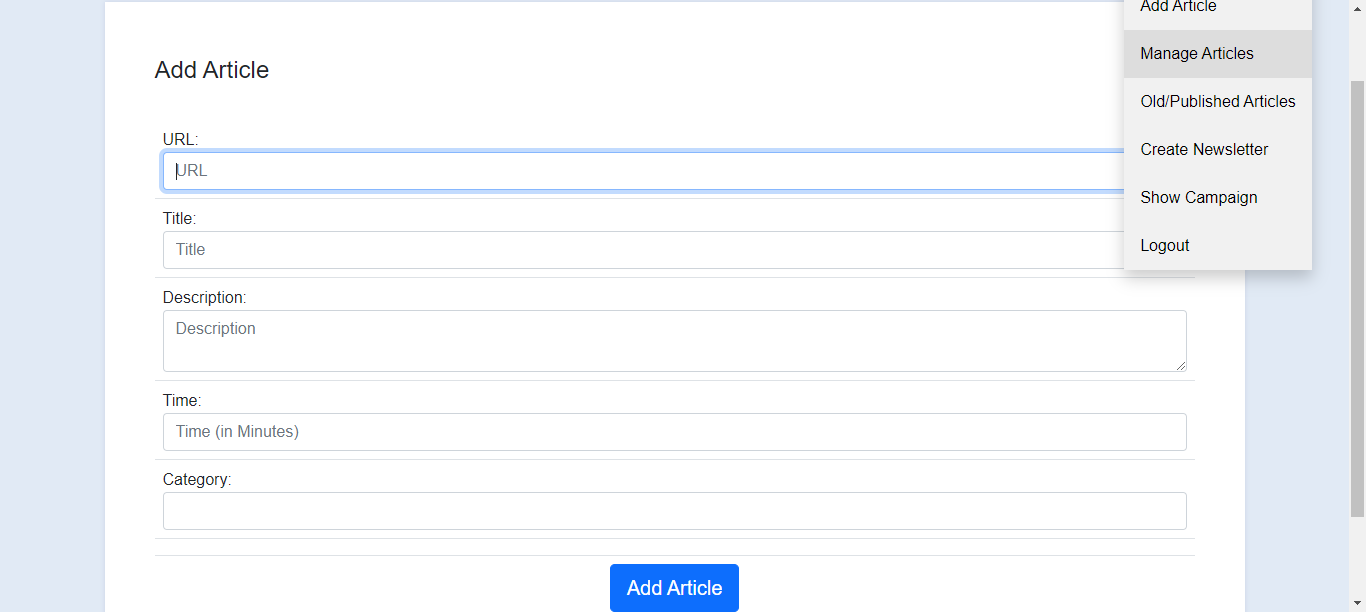 Add Article
Manage Articles
Old/Published Articles
Create Newsletter
Show Campaign
Logout
Add Article
URL:
URL
Title:
Title
Description:
Description
Time:
Time (in Minutes)
Category:
Add Article